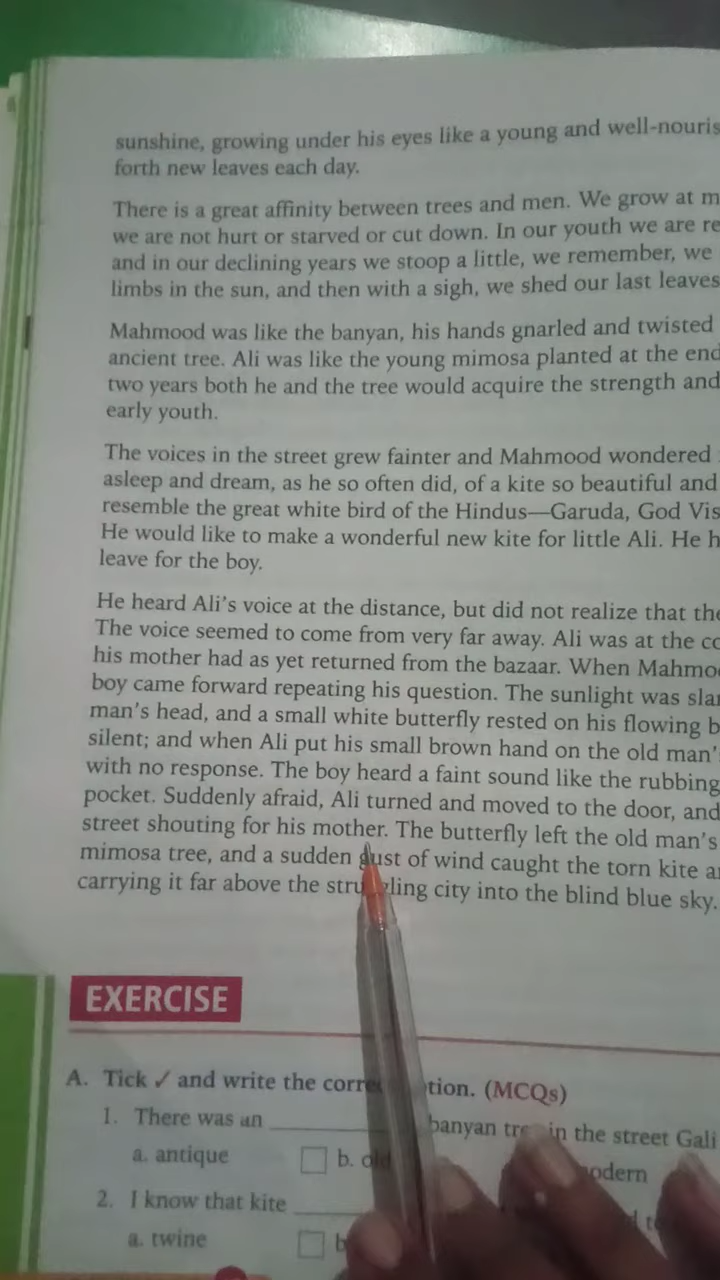 sunshine, growing under his eyes like a young and well-nouris
forth new leaves each day.
There is a great affinity between trees and men. We grow at m
we are not hurt or starved or cut down. In our youth we are re
and in our declining years we stoop a little, we remember, we
limbs in the sun, and then with a sigh, we shed our last leaves
Mahmood was like the banyan, his hands gnarled and twisted
ancient tree. Ali was like the young mimosa planted at the end
two years both he and the tree would acquire the strength and
early youth.
The voices in the street grew fainter and Mahmood wondered
asleep and dream, as he so often did, of a kite so beautiful and
resemble the great white bird of the Hindus—Garuda, God Vis
He would like to make a wonderful new kite for little Ali. He h
leave for the boy.
He heard Ali's voice at the distance, but did not realize that the
The voice seemed to come from very far away. Ali was at the co
his mother had as yet returned from the bazaar. When Mahmo
boy came forward repeating his question. The sunlight was sla
man's head, and a small white butterfly rested on his flowing b
silent; and when Ali put his small brown hand on the old man'
with no response. The boy heard a faint sound like the rubbing
pocket. Suddenly afraid, Ali turned and moved to the door, and
street shouting for his mother. The butterfly left the old man's
mimosa tree, and a sudden gust of wind caught the torn kite a
carrying it far above the ling city into the blind blue sky.
EXERCISE
A. Tick ✓ and write the corre tion. (MCQs)
1. There was an ________ banyan tre in the street Gali
a. antique b. odern
2. I know that kite ________
a. twine b